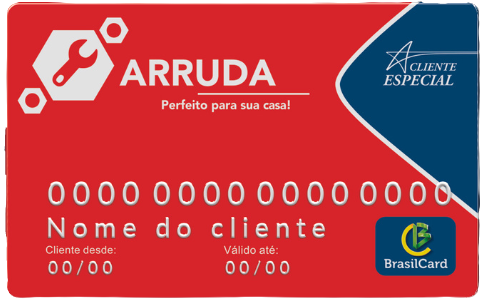 ARRUDA
Perfeito para sua casa!
CLIENTE
ESPECIAL
0000 0000 0000 0000
Nome do cliente
Cliente desde: Válido até:
00/00 00/00
BrasilCard